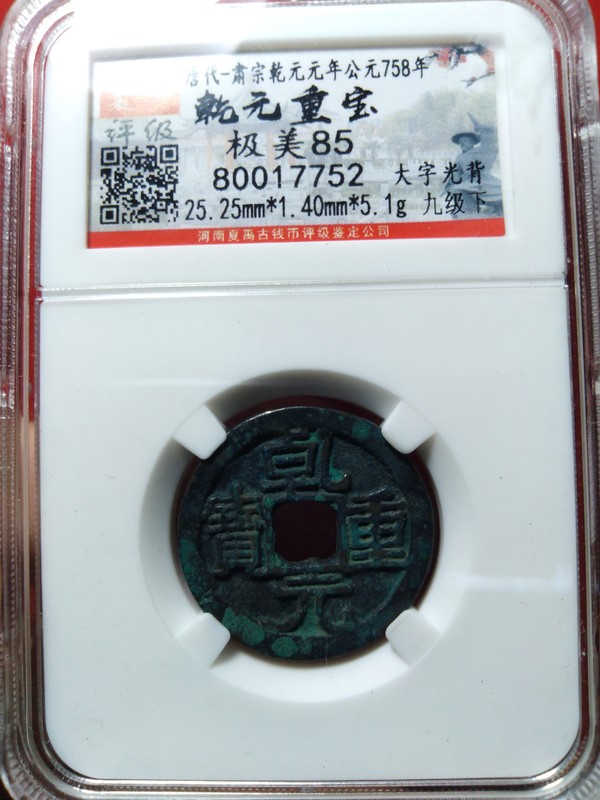 唐代-肃宗乾元元年公元758年
乾元重宝
评级
极美85
80017752 大字光背
25.25mm*1.40mm*5.1g 九级下
河南夏禹古钱币评级鉴定公司
乾元重寶